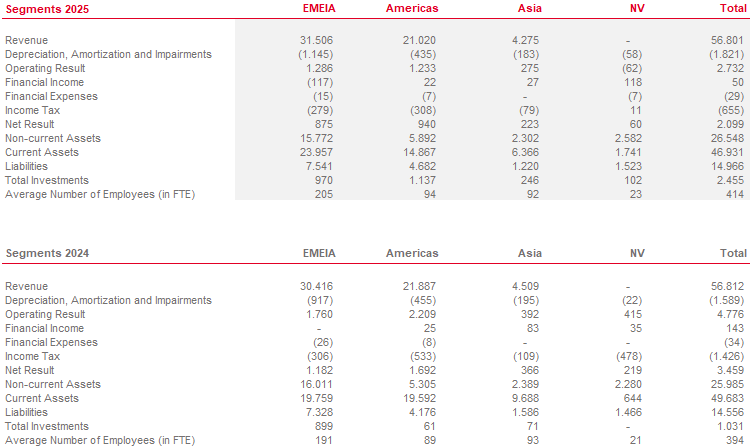 Segments 2025 EMEIA Americas Asia NV Total
Revenue 31.506 21.020 4.275 - 56.801
Depreciation, Amortization and Impairments (1.145) (435) (183) (58) (1.821)
Operating Result 1.286 1.233 275 (62) 2.732
Financial Income (117) 22 27 118 50
Financial Expenses (15) (7) - (7) (29)
Income Tax (279) (308) (79) 11 (655)
Net Result 875 940 223 60 2.099
Non-current Assets 15.772 5.892 2.302 2.582 26.548
Current Assets 23.957 14.867 6.366 1.741 46.931
Liabilities 7.541 4.682 1.220 1.523 14.966
Total Investments 970 1.137 246 102 2.455
Average Number of Employees (in FTE) 205 94 92 23 414
Segments 2024 EMEIA Americas Asia NV Total
Revenue 30.416 21.887 4.509 - 56.812
Depreciation, Amortization and Impairments (917) (455) (195) (22) (1.589)
Operating Result 1.760 2.209 392 415 4.776
Financial Income - 25 83 35 143
Financial Expenses (26) (8) - - (34)
Income Tax (306) (533) (109) (478) (1.426)
Net Result 1.182 1.692 366 219 3.459
Non-current Assets 16.011 5.305 2.389 2.280 25.985
Current Assets 19.759 19.592 9.688 644 49.683
Liabilities 7.328 4.176 1.586 1.466 14.556
Total Investments 899 61 71 - 1.031
Average Number of Employees (in FTE) 191 89 93 21 394